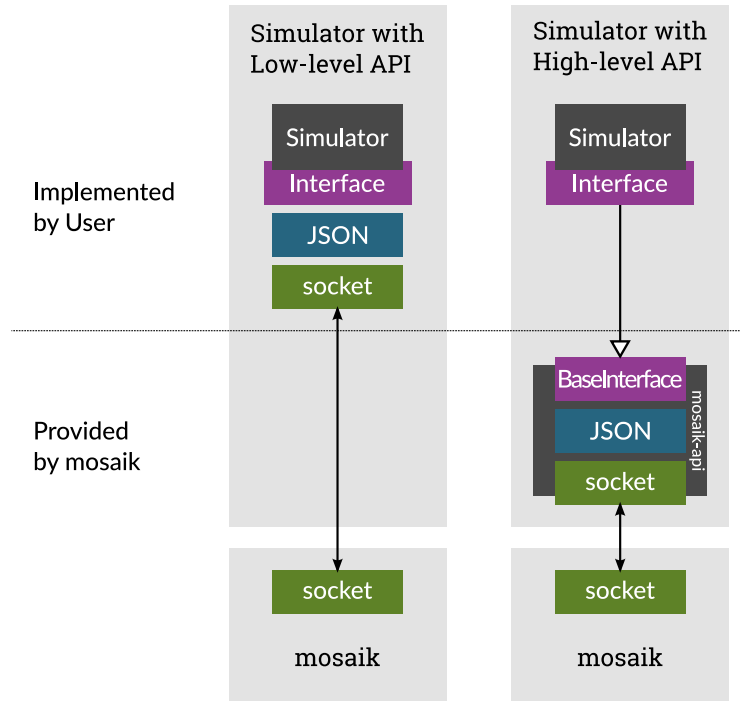 Simulator with
Low-level API
Simulator with
High-level API
Implemented
by User
Simulator
Interface
JSON
socket
Simulator
Interface
Provided
by mosaik
BaseInterface
JSON
socket
mosaik-api
socket
mosaik
socket
mosaik